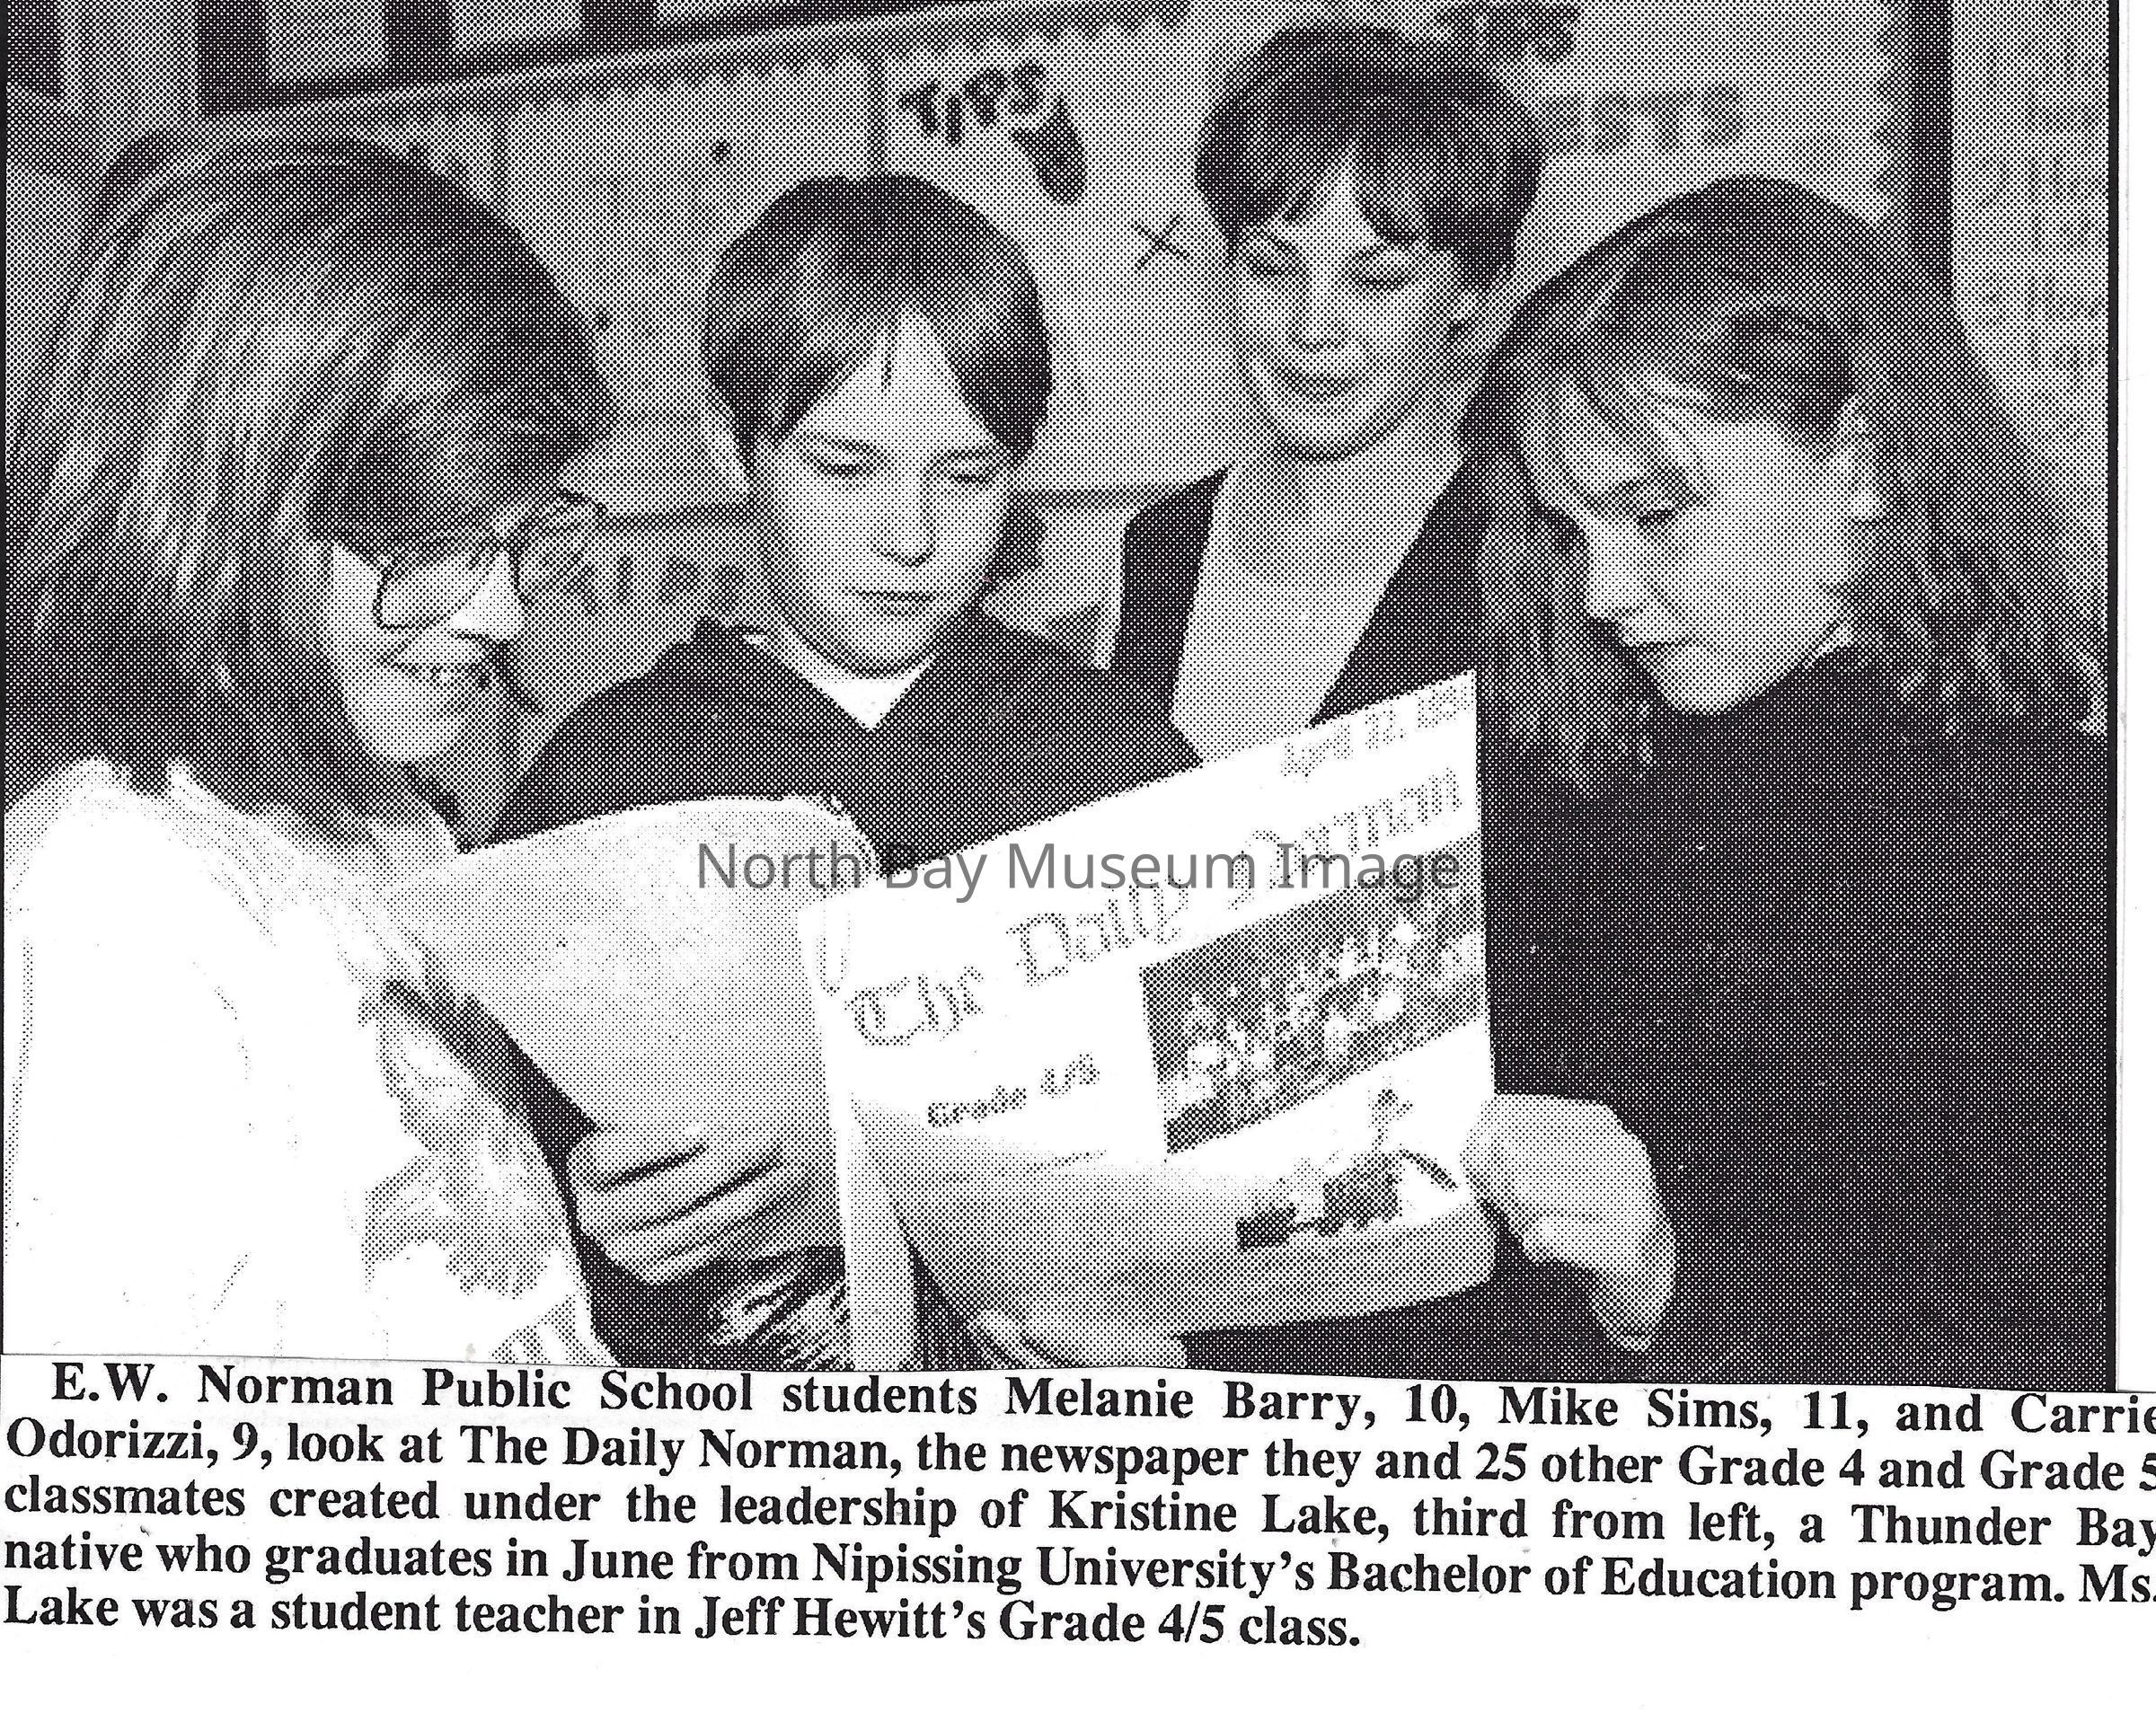 TIPS
April 22,
The Daily Norman
North Bay Museum Image
Grade 4/5
E.W. Norman Public School students Melanie Barry, 10, Mike Sims, 11, and Carrie
Odorizzi, 9, look at The Daily Norman, the newspaper they and 25 other Grade 4 and Grade 5
classmates created under the leadership of Kristine Lake, third from left, a Thunder Bay
native who graduates in June from Nipissing University's Bachelor of Education program. Ms.
Lake was a student teacher in Jeff Hewitt's Grade 4/5 class.